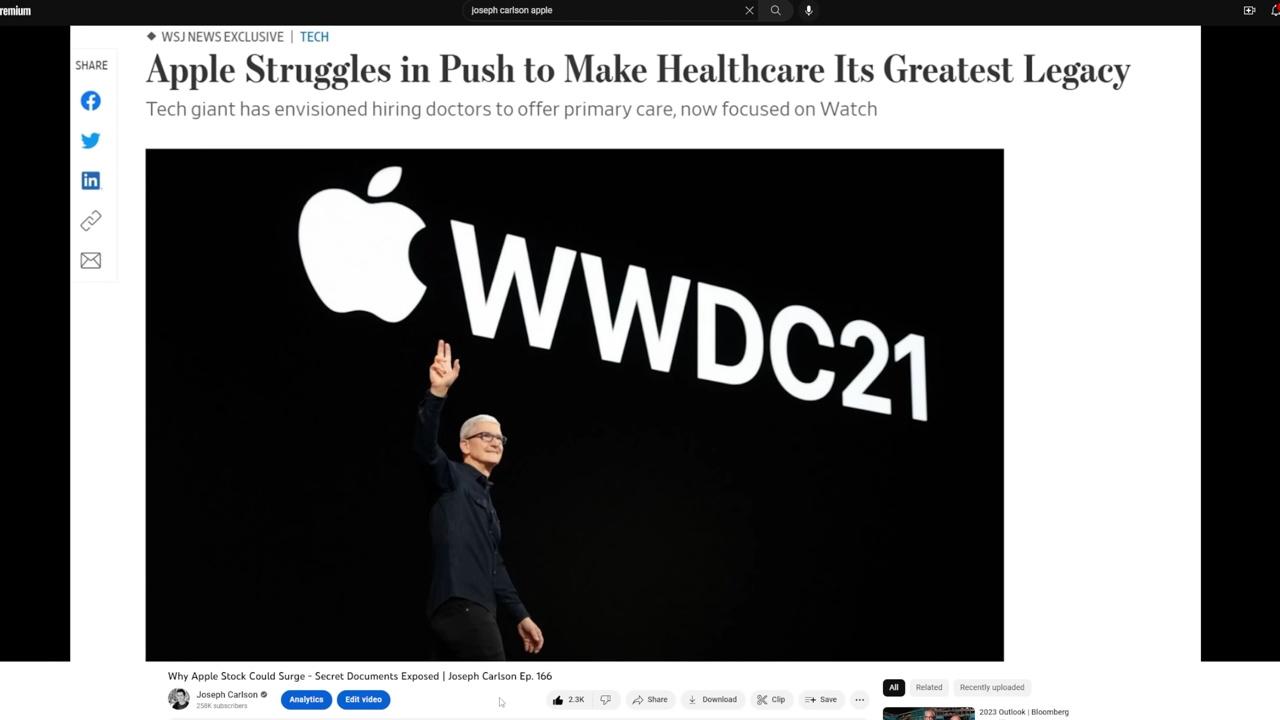 remium
joseph carlson apple
WSJ NEWS EXCLUSIVE | TECH
SHARE
Apple Struggles in Push to Make Healthcare Its Greatest Legacy
Tech giant has envisioned hiring doctors to offer primary care, now focused on Watch
in
WWDC21
Why Apple Stock Could Surge - Secret Documents Exposed | Joseph Carlson Ep. 166
Joseph Carlson
258K subscribers
Analytics
Edit video
2.3K
Share
Download
Clip
Save
All
Related
Recently uploaded
2023 Outlook | Bloomberg